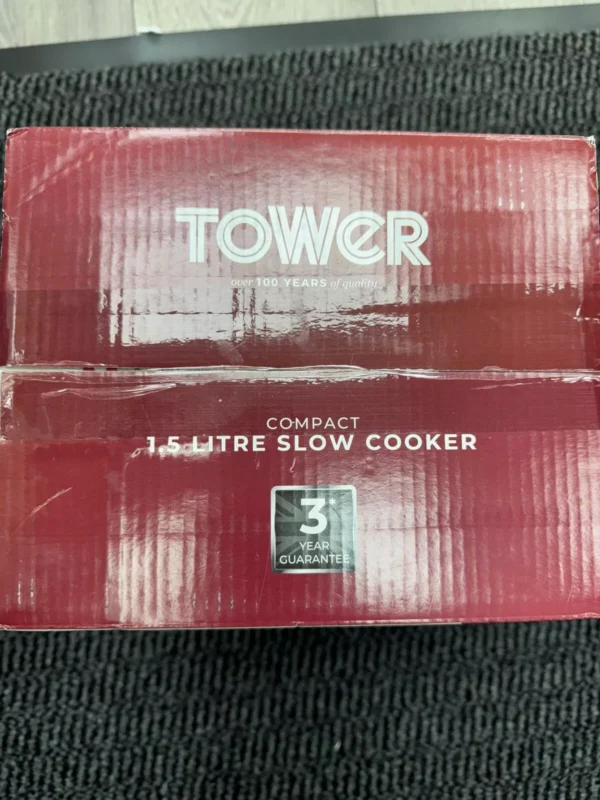 TOWER
over 100 YEARS of quality
COMPACT
1.5 LITRE SLOW COOKER
3*
YEAR
GUARANTEE